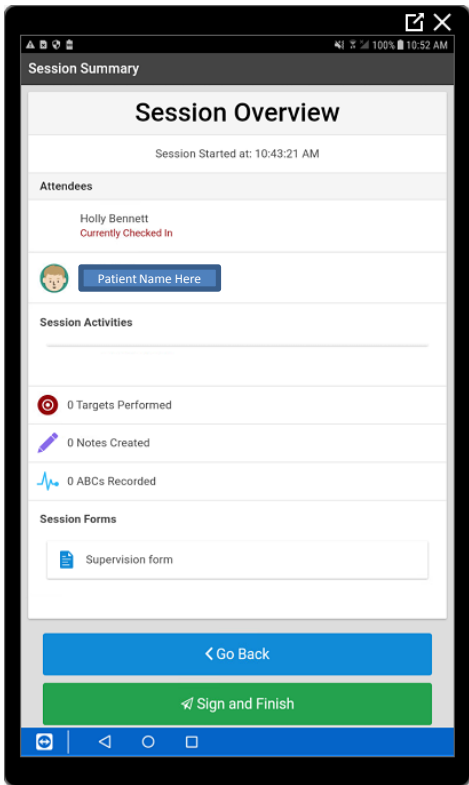 100% 10:52 AM
Session Summary
Session Overview
Session Started at: 10:43:21 AM
Attendees
Holly Bennett
Currently Checked In
Patient Name Here
Session Activities
0 Targets Performed
0 Notes Created
0 ABCs Recorded
Session Forms
Supervision form
Go Back
Sign and Finish